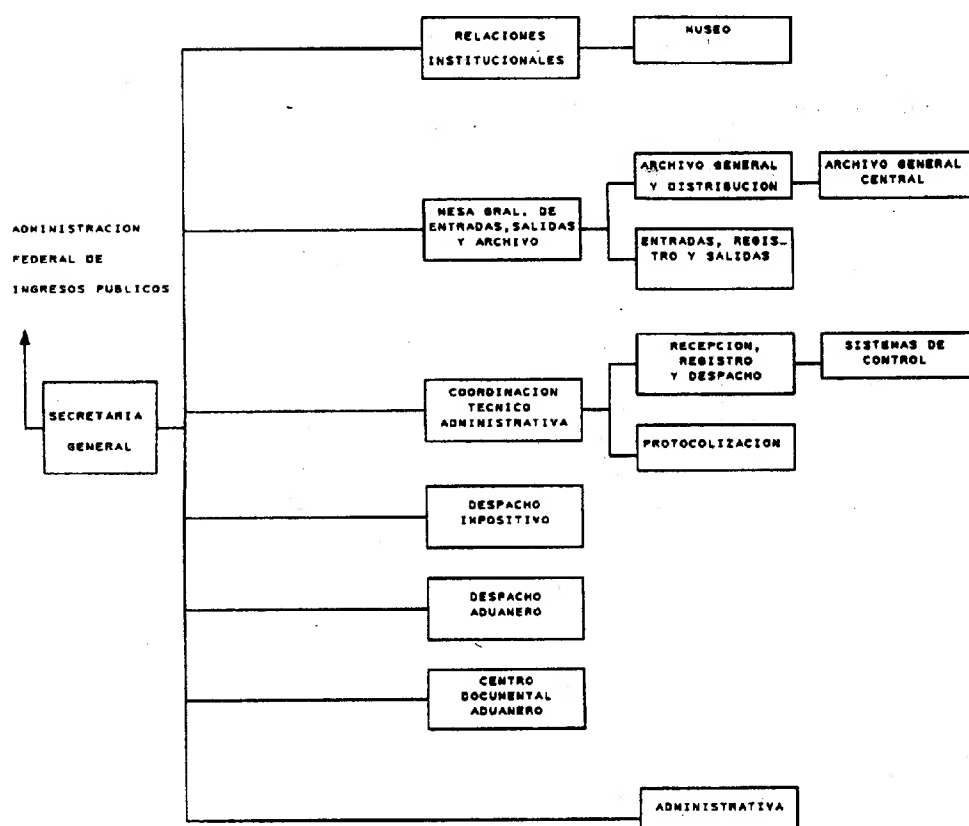 RELACIONES
INSTITUCIONALES
MUSEO
ARCHIVO GENERAL
Y DISTRIBUCION
ARCHIVO GENERAL
CENTRAL
MESA GRAL. DE
ENTRADAS, SALIDAS
Y ARCHIVO
ENTRADAS, REGIS_
TRO Y SALIDAS
ADMINISTRACION
FEDERAL DE
INGRESOS PUBLICOS
RECEPCION,
REGISTRO
Y DESPACHO
SISTEMAS DE
CONTROL
SECRETARIA
GENERAL
COORDINACION
TECNICO
ADMINISTRATIVA
PROTOCOLIZACION
DESPACHO
IMPOSITIVO
DESPACHO
ADUANERO
CENTRO
DOCUMENTAL
ADUANERO
ADMINISTRATIVA